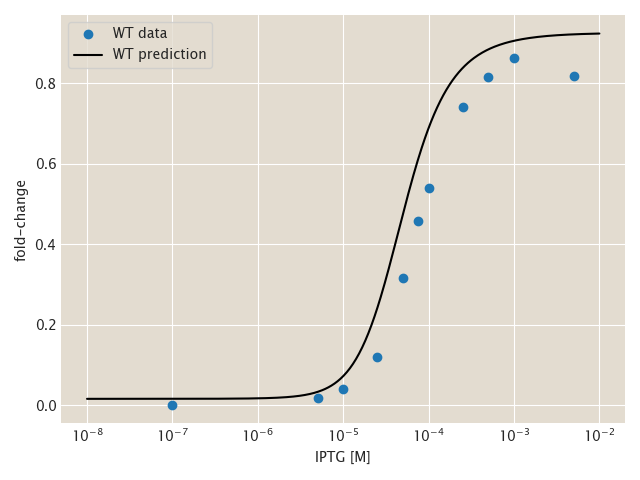 WT data
WT prediction
fold-change
0.8
0.6
0.4
0.2
0.0
10⁻⁸ 10⁻⁷ 10⁻⁶ 10⁻⁵ 10⁻⁴ 10⁻³ 10⁻²
IPTG [M]